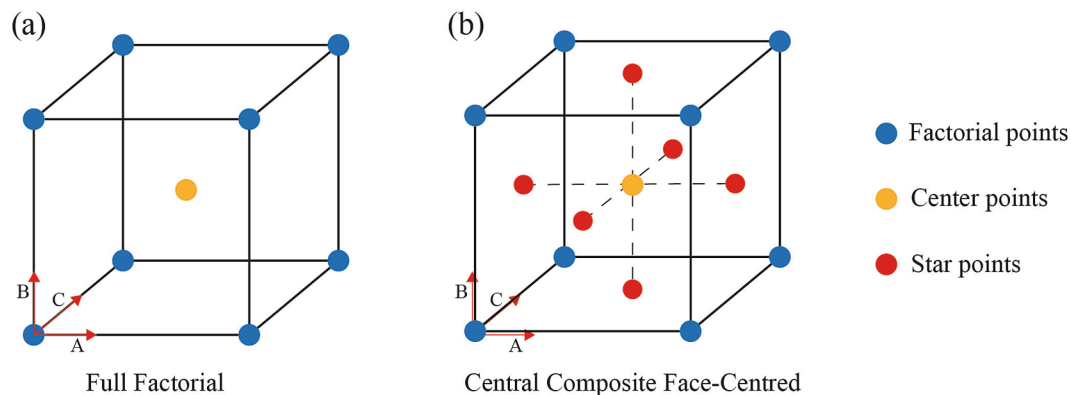 (a)
B
C
A
Full Factorial
(b)
B
C
A
Central Composite Face-Centred
Factorial points
Center points
Star points